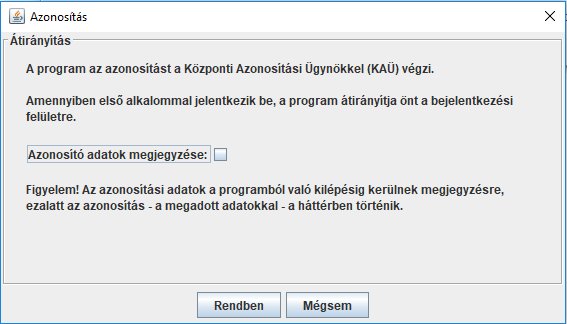 Azonosítás
Átirányítás
A program az azonosítást a Központi Azonosítási Ügynökkel (KAÜ) végzi.
Amennyiben első alkalommal jelentkezik be, a program átirányítja önt a bejelentkezési
felületre.
Azonosító adatok megjegyzése:
Figyelem! Az azonosítási adatok a programból való kilépésig kerülnek megjegyzésre,
ezalatt az azonosítás - a megadott adatokkal - a háttérben történik.
Rendben Mégsem